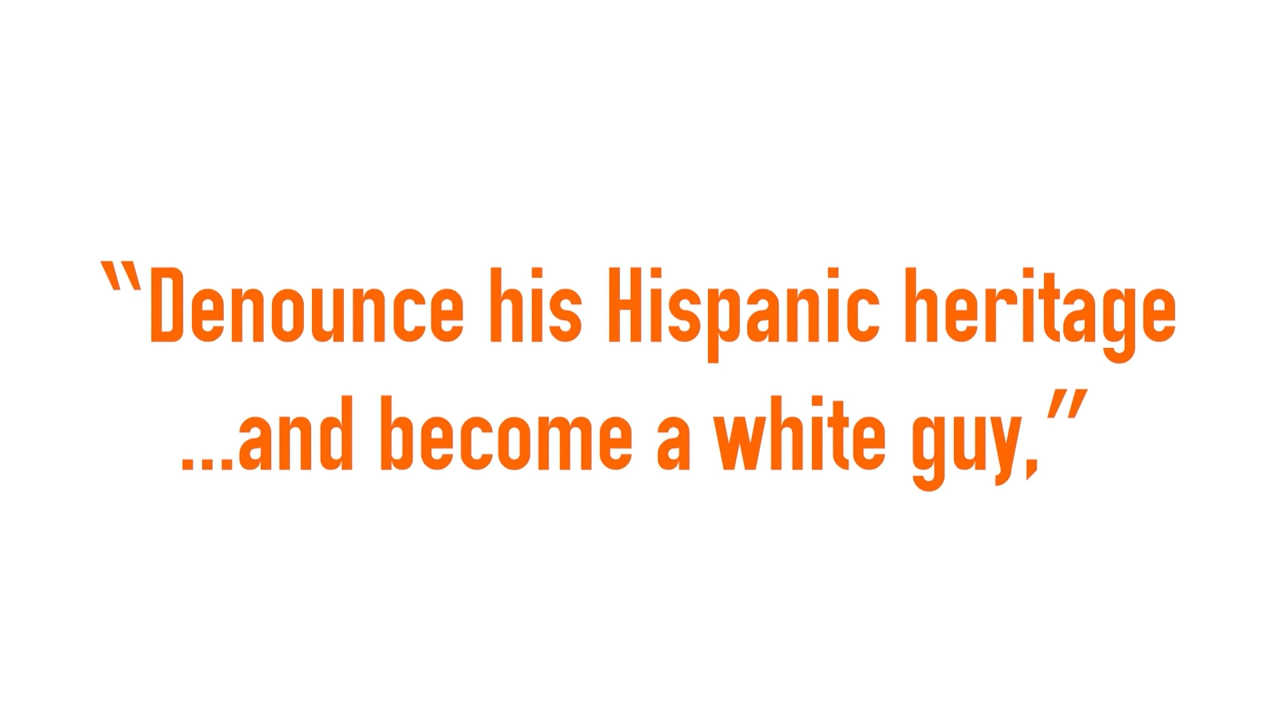 “Denounce his Hispanic heritage
...and become a white guy,”